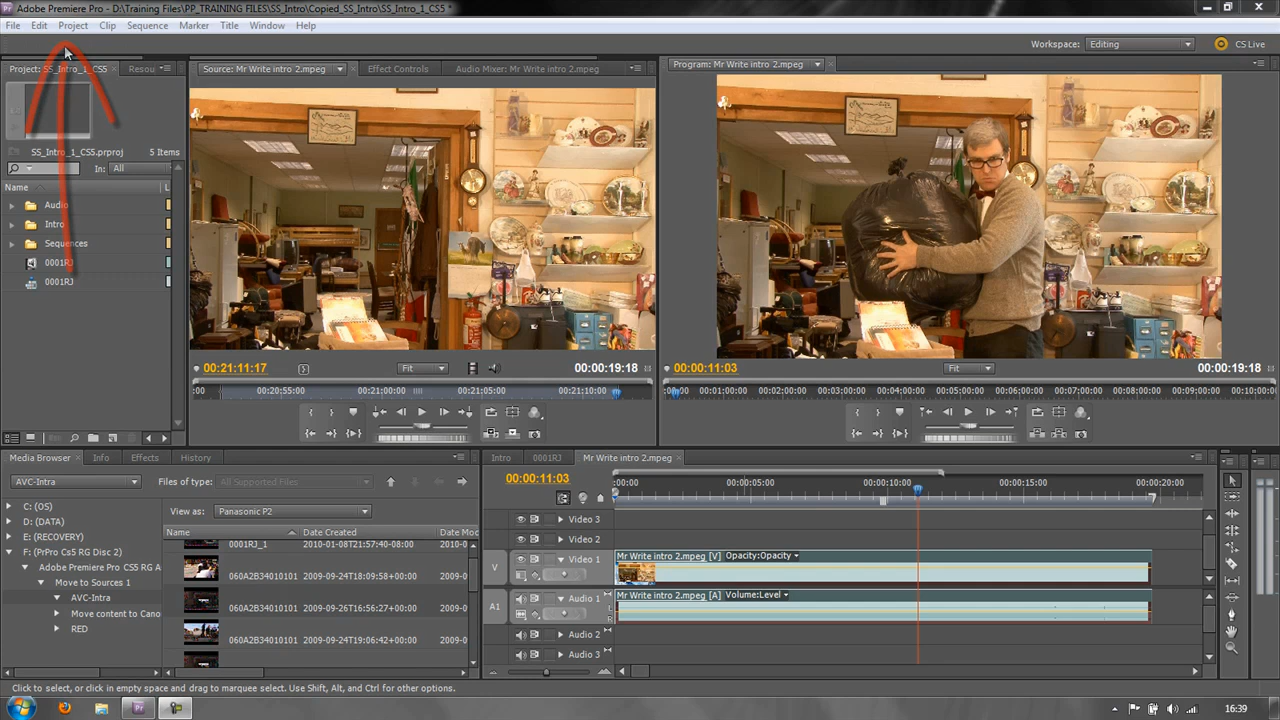 Adobe Premiere Pro - D:\Training Files\PP_TRAINING FILES\SS_Intro\Copied_SS_Intro\SS_Intro_1_CS5 *
File Edit Project Clip Sequence Marker Title Window Help
Workspace: Editing CS Live
Project: SS_Intro_1_CS5 Resou
Source: Mr Write intro 2.mpeg Effect Controls Audio Mixer: Mr Write intro 2.mpeg
Program: Mr Write intro 2.mpeg
SS_Intro_1_CS5.prproj 5 Items
In: All
Name L
Audio
Intro
Sequences
0001RJ
0001RJ
00:21:11:17 Fit 00:00:19:18
:00 00:20:55:00 00:21:00:00 00:21:05:00 00:21:10:00
00:00:11:03 Fit 00:00:19:18
00:00 00:01:00:00 00:02:00:00 00:03:00:00 00:04:00:00 00:05:00:00 00:06:00:00 00:07:00:00 00:08:00:00 00:09:00:00 00:10:00:00
Media Browser Info Effects History
AVC-Intra Files of type: All Supported Files
View as: Panasonic P2
C: (OS)
D: (DATA)
E: (RECOVERY)
F: (PrPro Cs5 RG Disc 2)
Adobe Premiere Pro CS5 RG A
Move to Sources 1
AVC-Intra
Move content to Cano
RED
Name Date Created Date Moc
0001RJ_1 2010-01-08T21:57:40-08:00
060A2B34010101 2009-09-24T18:09:58+00:00
060A2B34010101 2009-09-26T16:56:27+00:00
060A2B34010101 2009-09-24T19:06:42+00:00
Intro 0001RJ Mr Write intro 2.mpeg
00:00:11:03
:00:00 00:00:05:00 00:00:10:00 00:00:15:00 00:00:20:00
Video 3
Video 2
V Video 1 Mr Write intro 2.mpeg [V] Opacity:Opacity
A1 Audio 1 Mr Write intro 2.mpeg [A] Volume:Level
L
R
Audio 2
Audio 3
Click to select, or click in empty space and drag to marquee select. Use Shift, Alt, and Ctrl for other options.
16:39